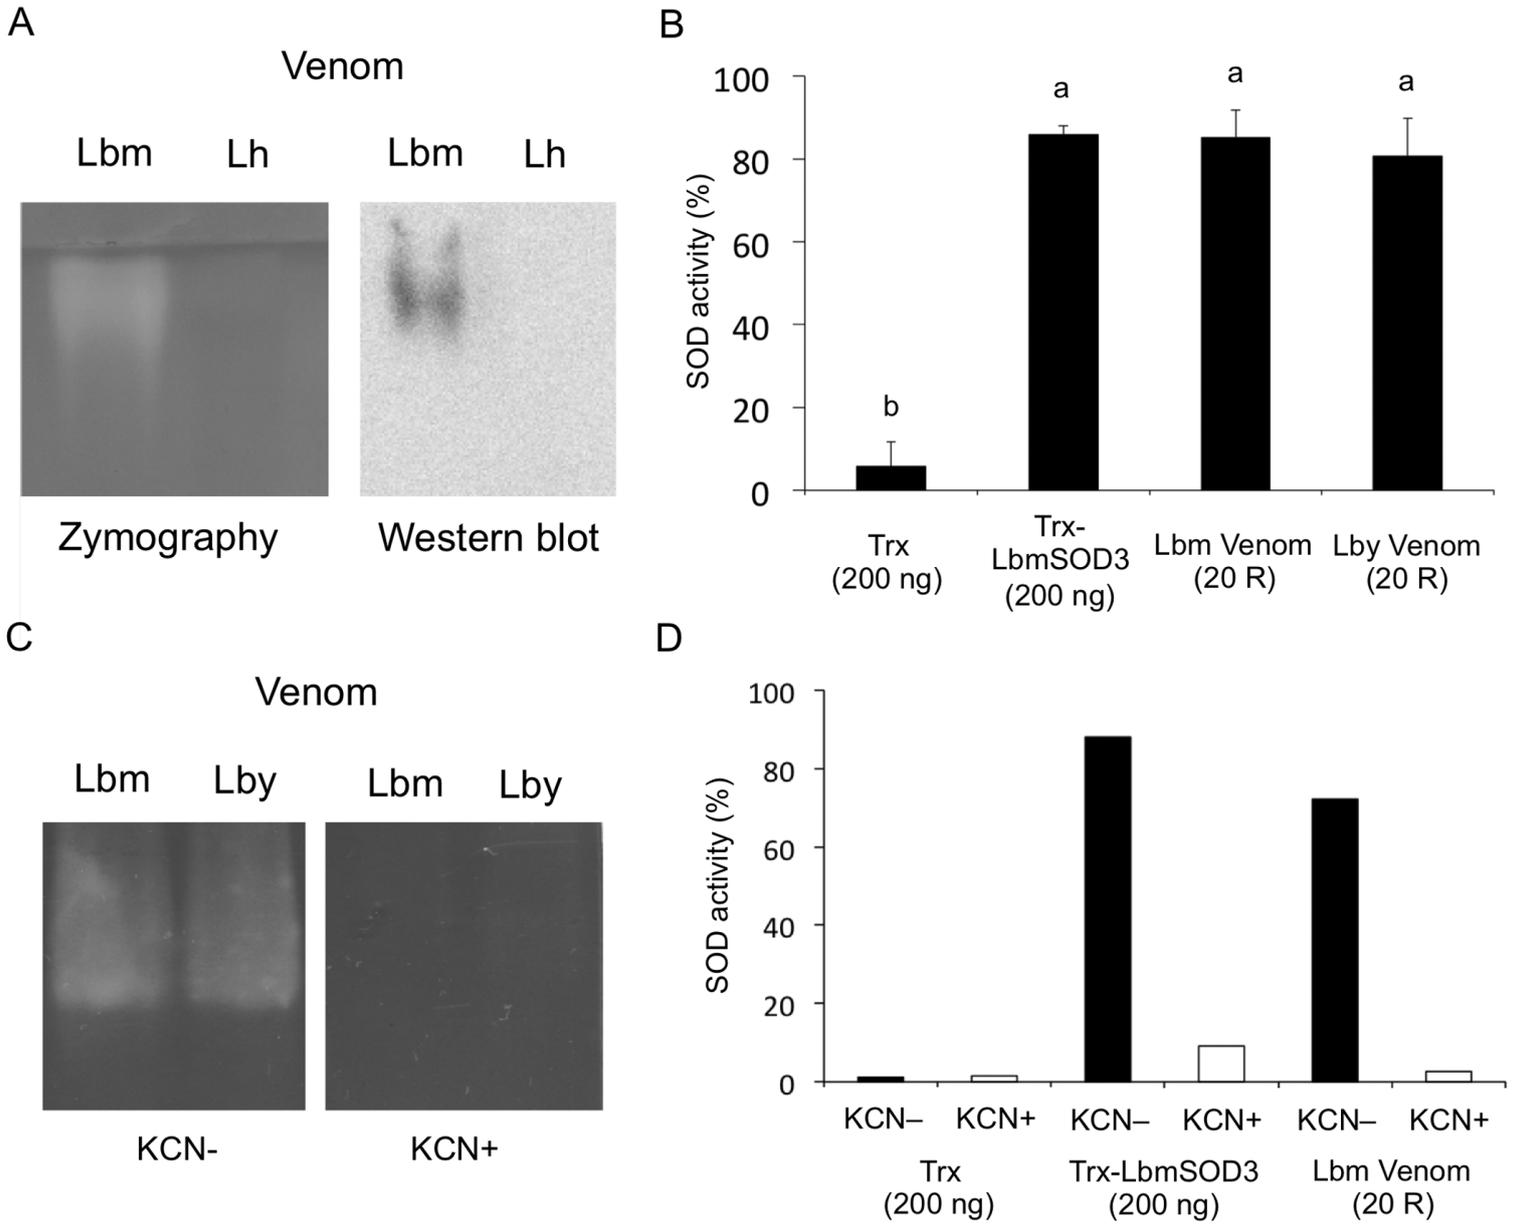 A
Venom
Lbm Lh Lbm Lh
Zymography Western blot
B
SOD activity (%)
100
80
60
40
20
0
b
a
a
a
Trx
(200 ng)
Trx-
LbmSOD3
(200 ng)
Lbm Venom
(20 R)
Lby Venom
(20 R)
C
Venom
Lbm Lby Lbm Lby
KCN- KCN+
D
SOD activity (%)
100
80
60
40
20
0
KCN– KCN+ KCN– KCN+ KCN– KCN+
Trx
(200 ng)
Trx-LbmSOD3
(200 ng)
Lbm Venom
(20 R)